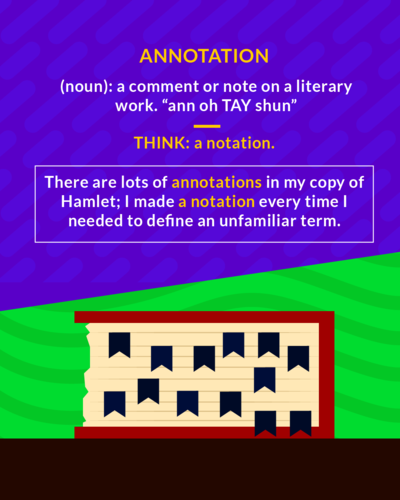 ANNOTATION
(noun): a comment or note on a literary
work. “ann oh TAY shun”
THINK: a notation.
There are lots of annotations in my copy of
Hamlet; I made a notation every time I
needed to define an unfamiliar term.